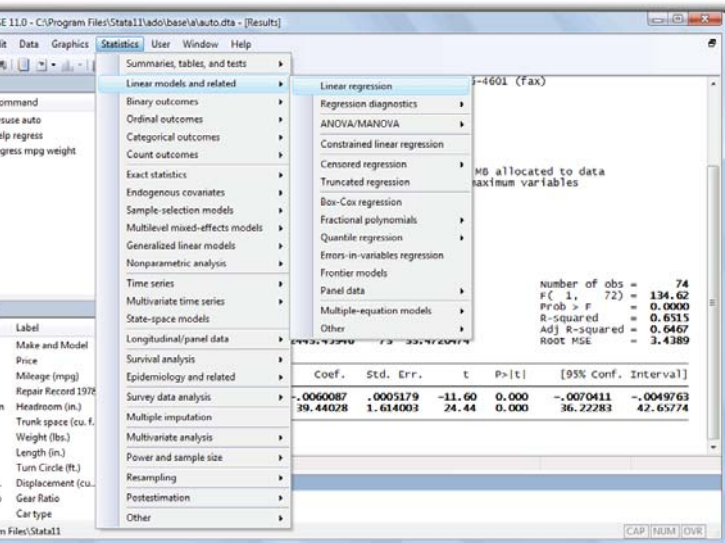 SE 11.0 - C:\Program Files\Stata11\ado\base\a\auto.dta - [Results]
Data Graphics Statistics User Window Help
Summaries, tables, and tests
Linear models and related
Binary outcomes
Ordinal outcomes
Categorical outcomes
Count outcomes
Exact statistics
Endogenous covariates
Sample-selection models
Multilevel mixed-effects models
Generalized linear models
Nonparametric analysis
Time series
Multivariate time series
State-space models
Longitudinal/panel data
Survival analysis
Epidemiology and related
Survey data analysis
Multiple imputation
Multivariate analysis
Power and sample size
Resampling
Postestimation
Other
Linear regression
Regression diagnostics
ANOVA/MANOVA
Constrained linear regression
Censored regression
Truncated regression
Box-Cox regression
Fractional polynomials
Quantile regression
Errors-in-variables regression
Frontier models
Panel data
Multiple-equation models
Other
ommand
suse auto
elp regress
gress mpg weight
Label
Make and Model
Price
Mileage (mpg)
Repair Record 1978
Headroom (in.)
Trunk space (cu. f.
Weight (lbs.)
Length (in.)
Turn Circle (ft.)
Displacement (cu..
Gear Ratio
Car type
-4601 (fax)
MB allocated to data
aximum variables
Number of obs = 74
F( 1, 72) = 134.62
Prob > F = 0.0000
R-squared = 0.6515
Adj R-squared = 0.6467
Root MSE = 3.4389
Coef. Std. Err. t P>|t| [95% Conf. Interval]
-.0060087 .0005179 -11.60 0.000 -.0070411 -.0049763
39.44028 1.614003 24.44 0.000 36.22283 42.65774
m Files\Stata11
CAP NUM OVR